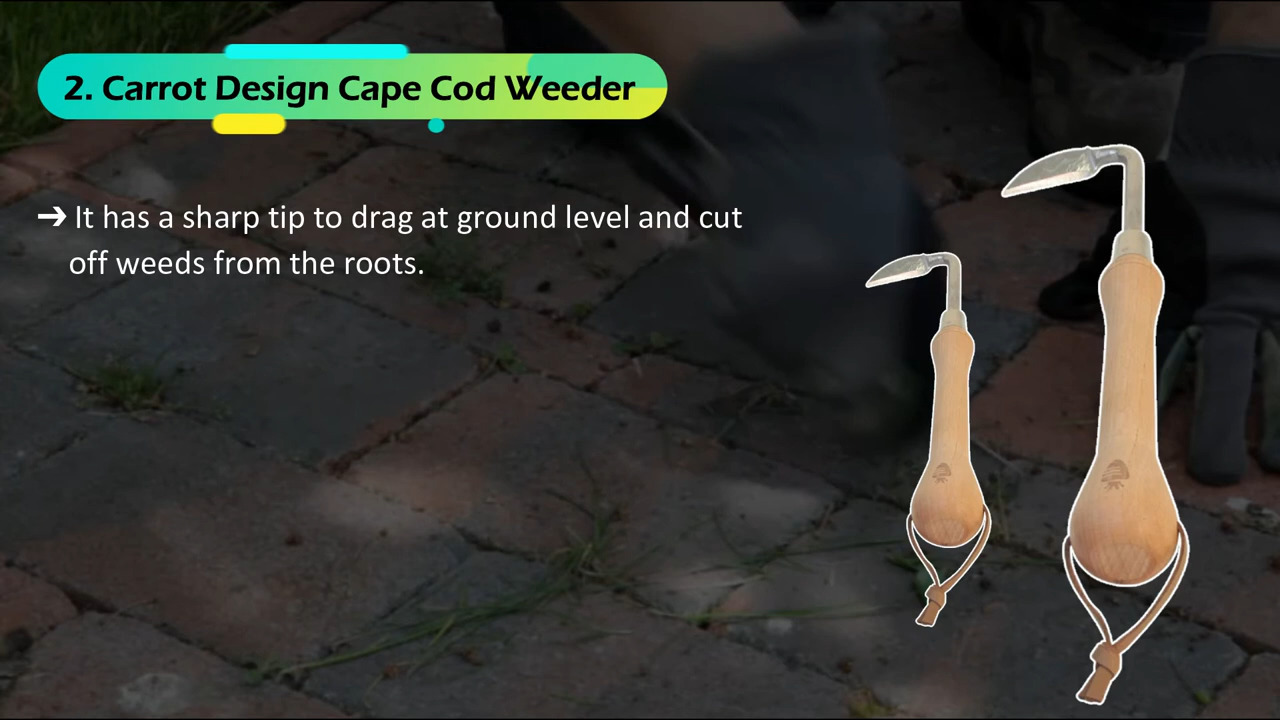 2. Carrot Design Cape Cod Weeder
➔ It has a sharp tip to drag at ground level and cut
off weeds from the roots.